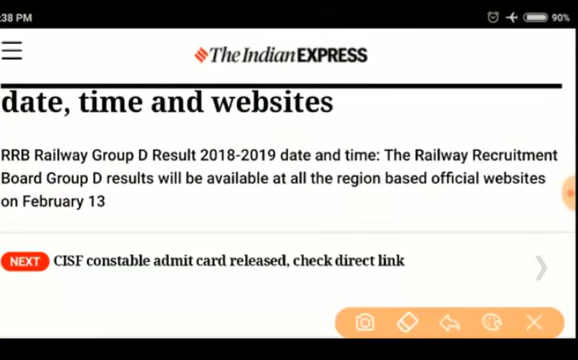 :38 PM
90%
The Indian EXPRESS
date, time and websites
RRB Railway Group D Result 2018-2019 date and time: The Railway Recruitment
Board Group D results will be available at all the region based official websites
on February 13
NEXT CISF constable admit card released, check direct link